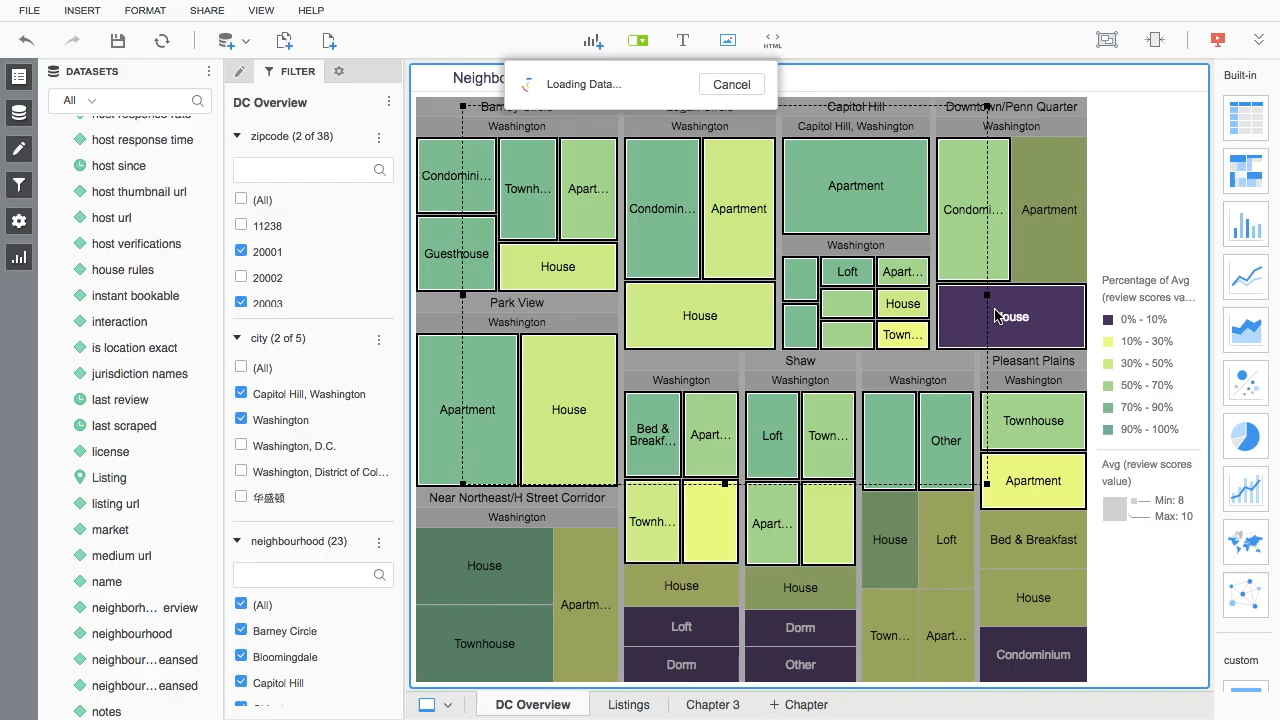 FILE INSERT FORMAT SHARE VIEW HELP
HTML
DATASETS
All
host response time
host since
host thumbnail url
host url
host verifications
house rules
instant bookable
interaction
is location exact
jurisdiction names
last review
last scraped
license
Listing
listing url
market
medium url
name
neighborh... erview
neighbourhood
neighbour...eansed
neighbour...eansed
notes
FILTER
DC Overview
zipcode (2 of 38)
(All)
11238
20001
20002
20003
city (2 of 5)
(All)
Capitol Hill, Washington
Washington
Washington, D.C.
Washington, District of Col...
华盛顿
neighbourhood (23)
(All)
Barney Circle
Bloomingdale
Capitol Hill
Loading Data...
Cancel
Barney Circle
Washington
Condomini...
Townh...
Apart...
Guesthouse
House
Park View
Washington
Apartment
House
Near Northeast/H Street Corridor
Washington
House
Apartm...
Townhouse
Washington
Condomin...
Apartment
House
Capitol Hill
Capitol Hill, Washington
Apartment
Washington
Loft
Apart...
House
Town...
Downtown/Penn Quarter
Washington
Condomi...
Apartment
House
Washington
Bed &
Breakf...
Apart...
Townh...
House
Loft
Dorm
Shaw
Washington
Loft
Town...
Apart...
House
Dorm
Other
Washington
Other
House
Loft
Town...
Apart...
Pleasant Plains
Washington
Townhouse
Apartment
Bed & Breakfast
House
Condominium
Percentage of Avg
(review scores va...
0% - 10%
10% - 30%
30% - 50%
50% - 70%
70% - 90%
90% - 100%
Avg (review scores
value)
Min: 8
Max: 10
Built-in
custom
DC Overview
Listings
Chapter 3
+ Chapter